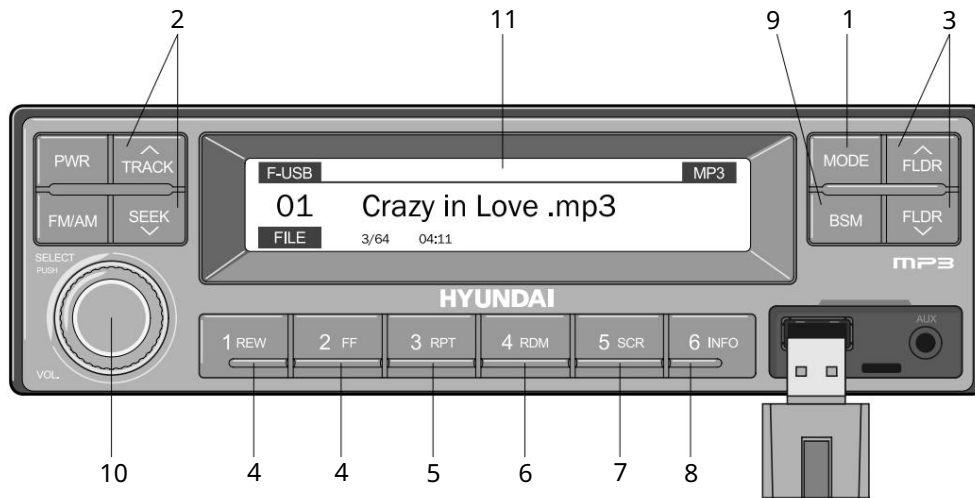 2 11 9 1 3
PWR
TRACK
FM/AM
SEEK
F-USB MP3
01 Crazy in Love .mp3
FILE 3/64 04:11
MODE
FLDR
BSM
FLDR
MP3
SELECT
PUSH
VOL.
HYUNDAI
1 REW 2 FF 3 RPT 4 RDM 5 SCR 6 INFO
AUX
10 4 4 5 6 7 8